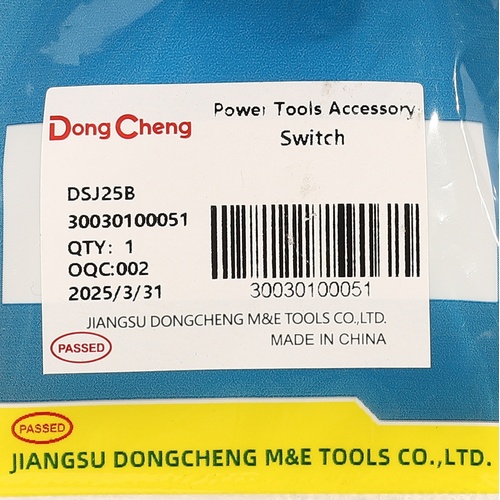 Dong Cheng
Power Tools Accessory
Switch
DSJ25B
30030100051
QTY: 1
OQC:002
2025/3/31
30030100051
JIANGSU DONGCHENG M&E TOOLS CO.,LTD.
PASSED
MADE IN CHINA
PASSED
JIANGSU DONGCHENG M&E TOOLS CO.,LTD.